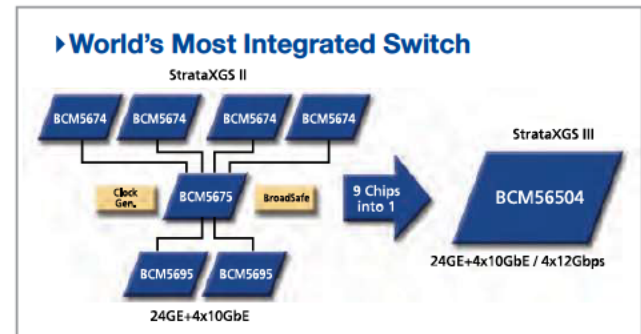 World's Most Integrated Switch
StrataXGS II
BCM5674 BCM5674 BCM5674 BCM5674
StrataXGS III
Clock
Gen.
BCM5675
BroadSafe
9 Chips
into 1
BCM56504
BCM5695 BCM5695
24GE+4x10GbE
24GE+4x10GbE / 4x12Gbps